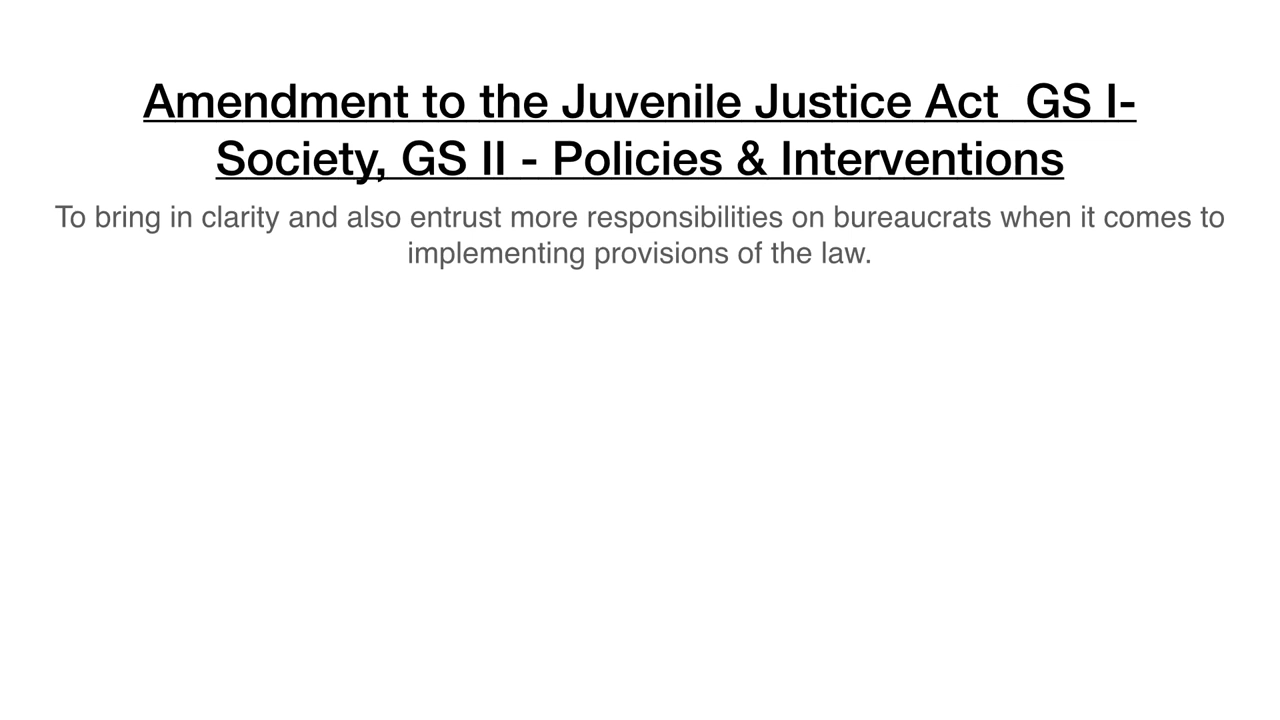 Amendment to the Juvenile Justice Act  GS I-
Society, GS II - Policies & Interventions
To bring in clarity and also entrust more responsibilities on bureaucrats when it comes to
implementing provisions of the law.